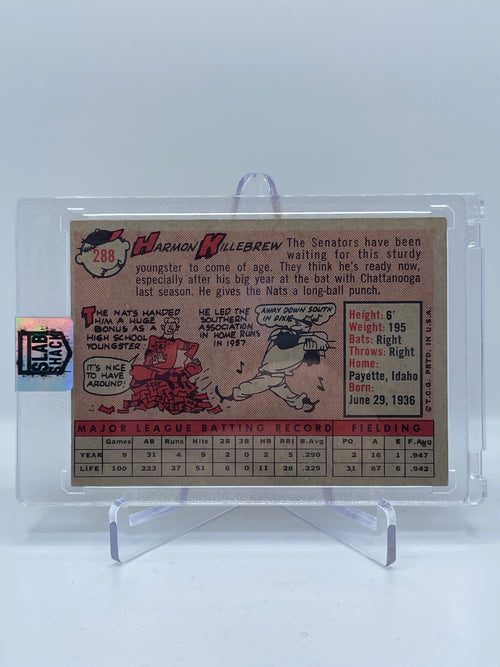 288
HARMON KILLEBREW
The Senators have been
waiting for this sturdy
youngster to come of age. They think he's ready now,
especially after his big year at the bat with Chattanooga
last season. He gives the Nats a long-ball punch.
THE NATS HANDED
HIM A HUGE
BONUS AS A
HIGH SCHOOL
YOUNGSTER
IT'S NICE
TO HAVE
AROUND!
HE LED THE
SOUTHERN
ASSOCIATION
IN HOME RUNS
IN 1957
AWAY DOWN SOUTH
IN DIXIE
Height: 6'
Weight: 195
Bats: Right
Throws: Right
Home:
Payette, Idaho
Born:
June 29, 1936
© T.C.G. PRTD. IN U.S.A.
MAJOR LEAGUE BATTING RECORD FIELDING
Games AB Runs Hits 2B 3B HR RBI B.Avg PO A E F.Avg
YEAR 9 31 4 9 2 0 2 5 .290 2 16 1 .947
LIFE 100 223 27 51 6 0 11 28 .229 31 67 6 .942
SLAB
SHACK